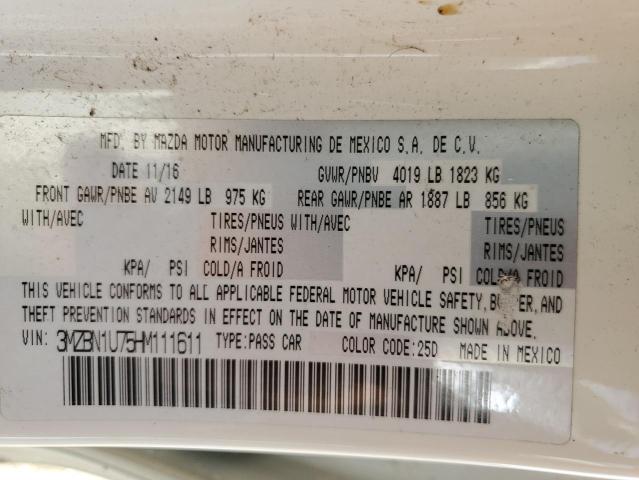 MFD. BY MAZDA MOTOR MANUFACTURING DE MEXICO S.A. DE C.V.
DATE 11/16 GVWR/PNBV 4019 LB 1823 KG
FRONT GAWR/PNBE AV 2149 LB 975 KG REAR GAWR/PNBE AR 1887 LB 856 KG
WITH/AVEC TIRES/PNEUS WITH/AVEC TIRES/PNEUS
RIMS/JANTES RIMS/JANTES
KPA/ PSI COLD/A FROID KPA/ PSI COLD/A FROID
THIS VEHICLE CONFORMS TO ALL APPLICABLE FEDERAL MOTOR VEHICLE SAFETY, BUMPER, AND
THEFT PREVENTION STANDARDS IN EFFECT ON THE DATE OF MANUFACTURE SHOWN ABOVE.
VIN: 3MZBN1U75HM111611 TYPE:PASS CAR COLOR CODE:25D MADE IN MEXICO